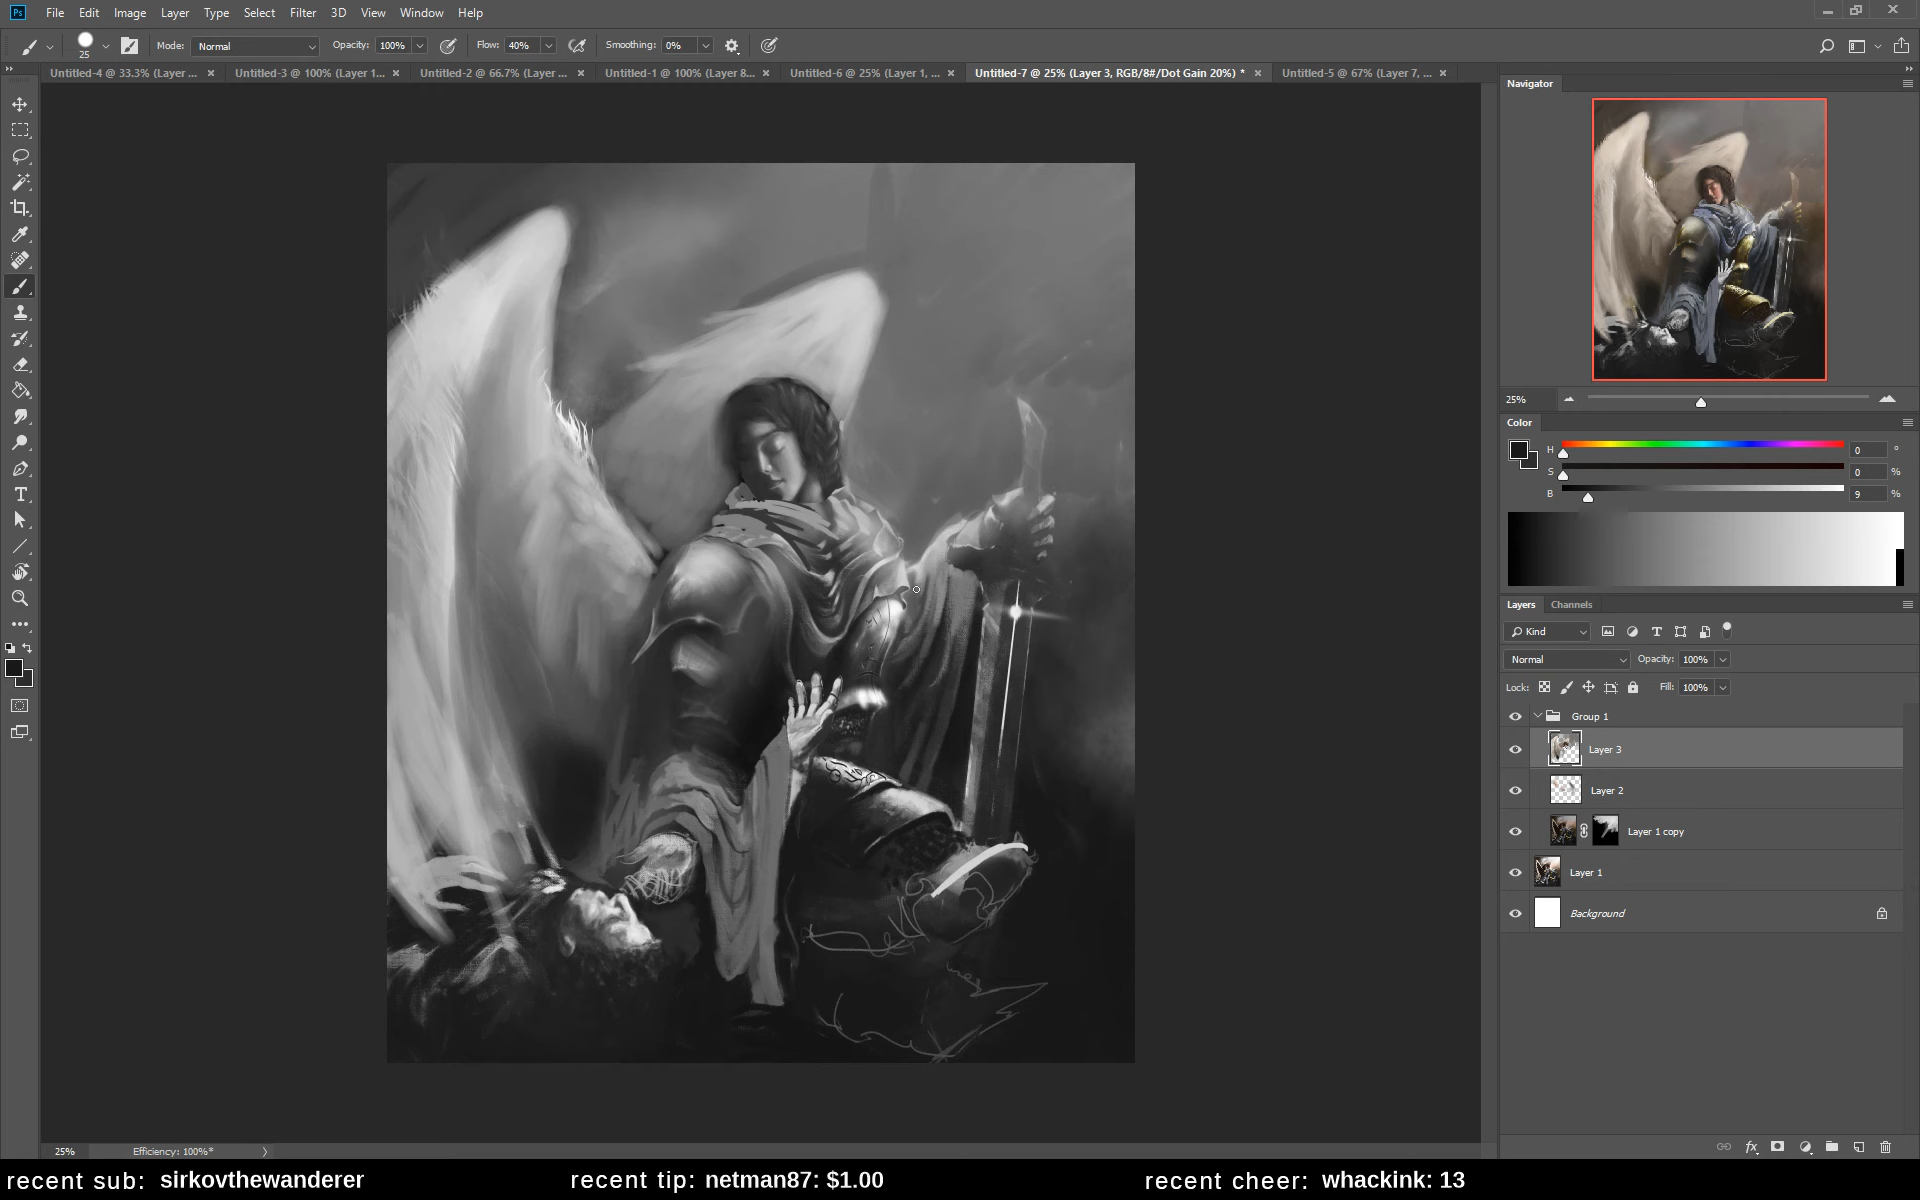 Ps File Edit Image Layer Type Select Filter 3D View Window Help
25 Mode: Normal Opacity: 100% Flow: 40% Smoothing: 0%
Untitled-4 @ 33.3% (Layer ... × Untitled-3 @ 100% (Layer 1... × Untitled-2 @ 66.7% (Layer ... × Untitled-1 @ 100% (Layer 8... × Untitled-6 @ 25% (Layer 1, ... × Untitled-7 @ 25% (Layer 3, RGB/8#/Dot Gain 20%) * × Untitled-5 @ 67% (Layer 7, ... ×
Navigator
25%
Color
H 0 °
S 0 %
B 9 %
Layers Channels
Kind
Normal Opacity: 100%
Lock: Fill: 100%
Group 1
Layer 3
Layer 2
Layer 1 copy
Layer 1
Background
fx
25% Efficiency: 100%*
recent sub: sirkovthewanderer recent tip: netman87: $1.00 recent cheer: whackink: 13